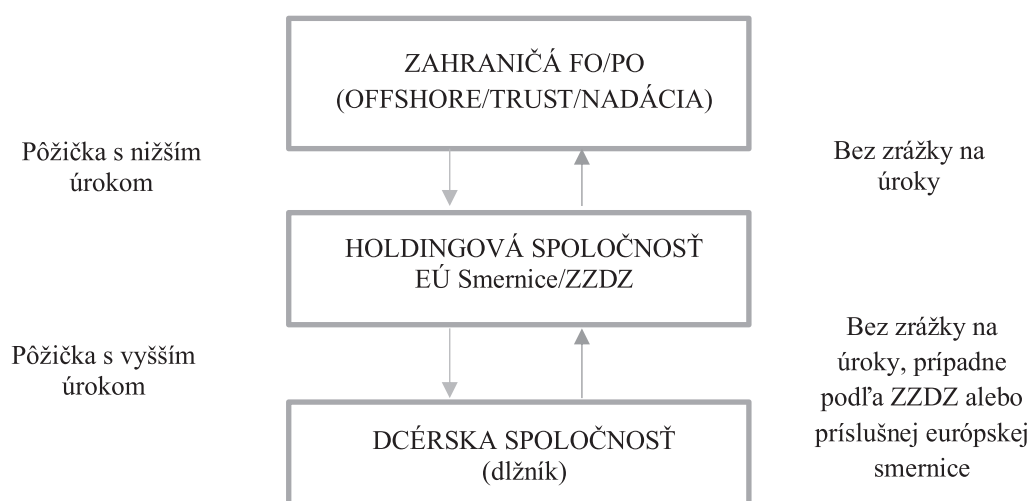 ZAHRANIČÁ FO/PO
(OFFSHORE/TRUST/NADÁCIA)
Pôžička s nižším
úrokom
Bez zrážky na
úroky
HOLDINGOVÁ SPOLOČNOSŤ
EÚ Smernice/ZZDZ
Pôžička s vyšším
úrokom
Bez zrážky na
úroky, prípadne
podľa ZZDZ alebo
príslušnej európskej
smernice
DCÉRSKA SPOLOČNOSŤ
(dlžník)